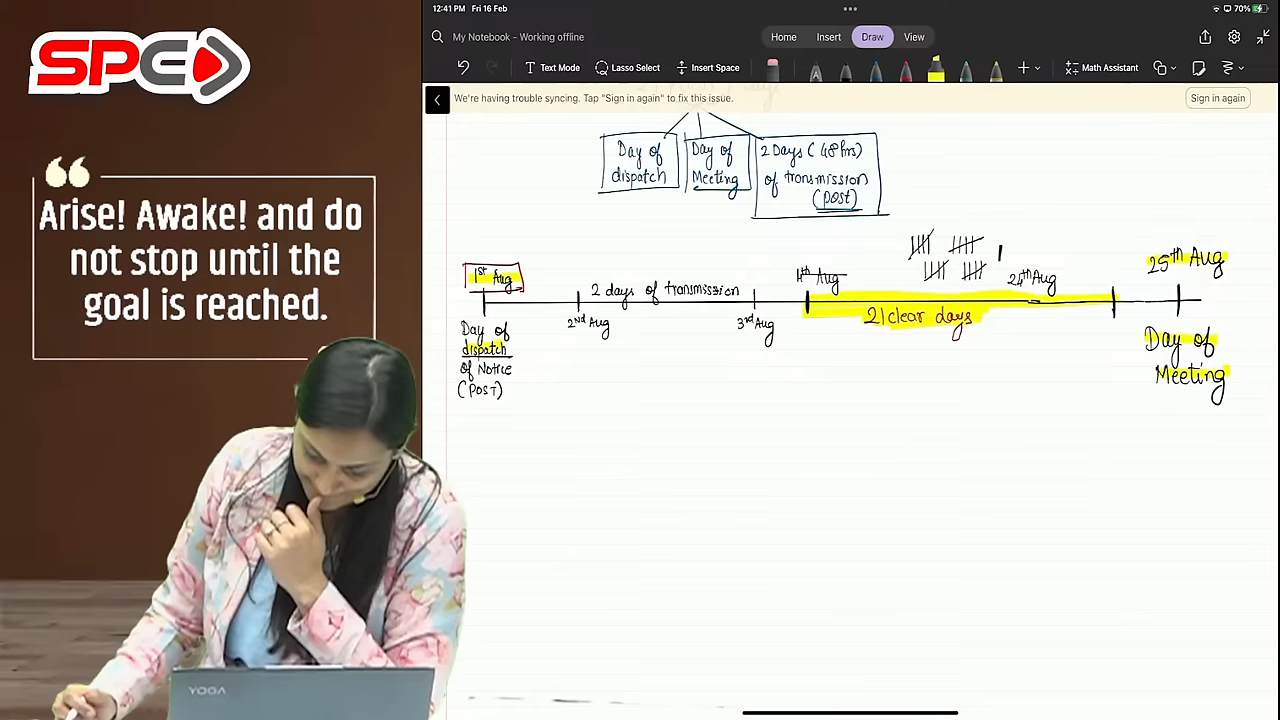 12:41 PM Fri 16 Feb
70%
My Notebook - Working offline
Home Insert Draw View
Text Mode Lasso Select Insert Space Math Assistant
We're having trouble syncing. Tap "Sign in again" to fix this issue.
Sign in again
SPC
Arise! Awake! and do
not stop until the
goal is reached.
Day of
dispatch
Day of
Meeting
2 Days (48 hrs)
of transmission
(POST)
1st Aug
2 days of transmission
4th Aug
24th Aug
25th Aug
2nd Aug
3rd Aug
21 clear days
Day of
dispatch
of Notice
(POST)
Day of
Meeting
YOGA